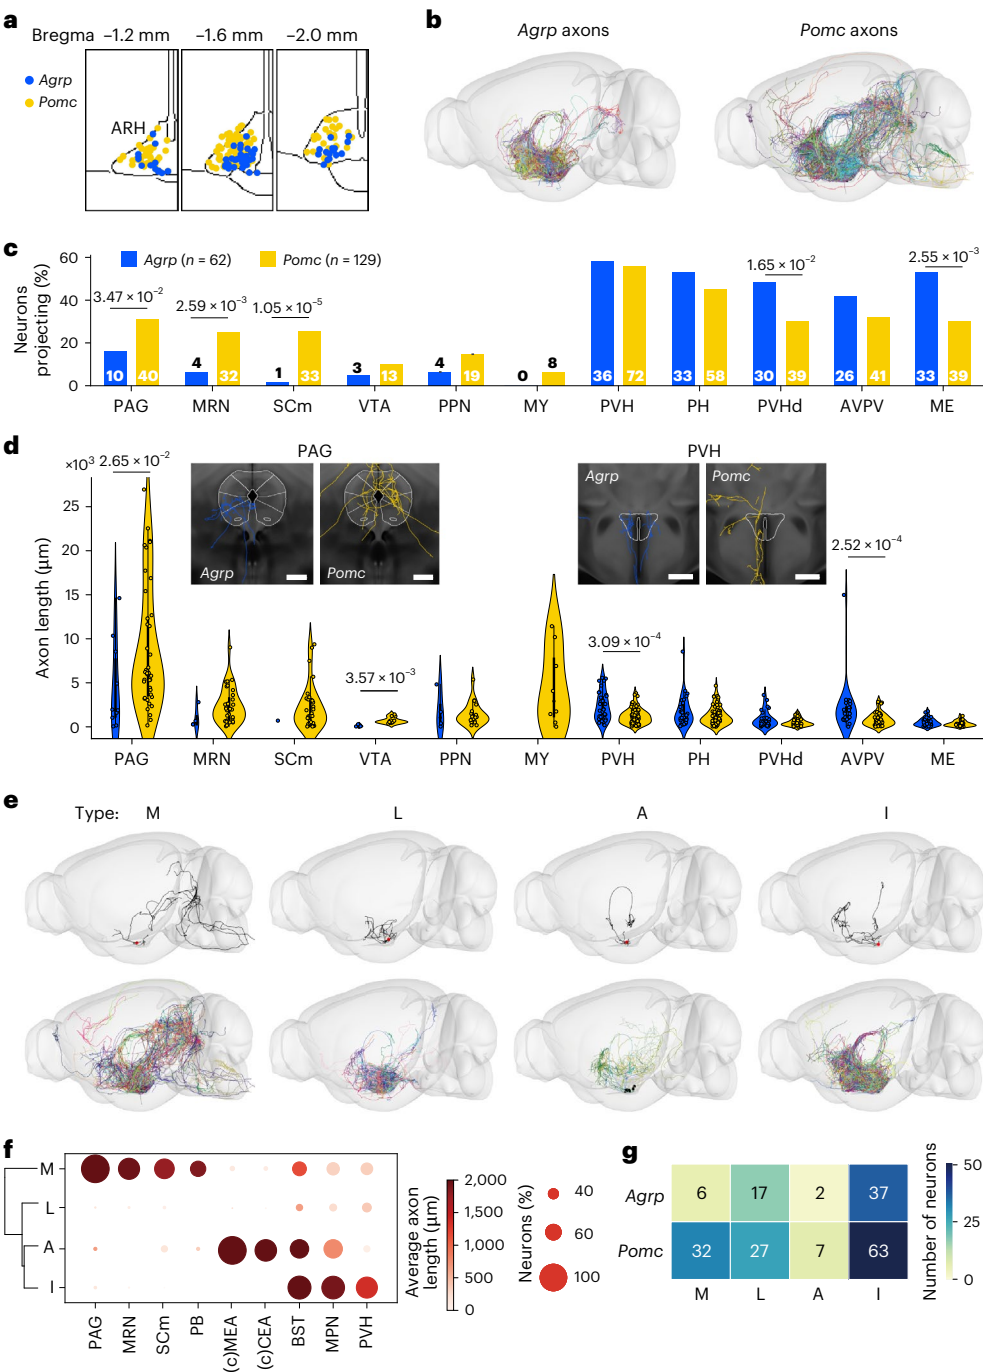 a
Bregma −1.2 mm −1.6 mm −2.0 mm
Agrp
Pomc
ARH
b
Agrp axons Pomc axons
c
Neurons projecting (%)
60
40
20
0
Agrp (n = 62) Pomc (n = 129)
3.47 × 10⁻² 2.59 × 10⁻³ 1.05 × 10⁻⁵ 1.65 × 10⁻² 2.55 × 10⁻³
10 40 4 32 1 33 3 13 4 19 0 8 36 72 33 58 30 39 26 41 33 39
PAG MRN SCm VTA PPN MY PVH PH PVHd AVPV ME
d
Axon length (μm)
×10³
25
20
15
10
5
0
2.65 × 10⁻² 3.57 × 10⁻³ 3.09 × 10⁻⁴ 2.52 × 10⁻⁴
PAG
Agrp Pomc
PVH
Agrp Pomc
PAG MRN SCm VTA PPN MY PVH PH PVHd AVPV ME
e
Type: M L A I
f
M
L
A
I
PAG MRN SCm PB (c)MEA (c)CEA BST MPN PVH
Average axon length (μm)
2,000
1,500
1,000
500
0
Neurons (%)
40
60
100
g
Agrp 6 17 2 37
Pomc 32 27 7 63
M L A I
Number of neurons
50
25
0